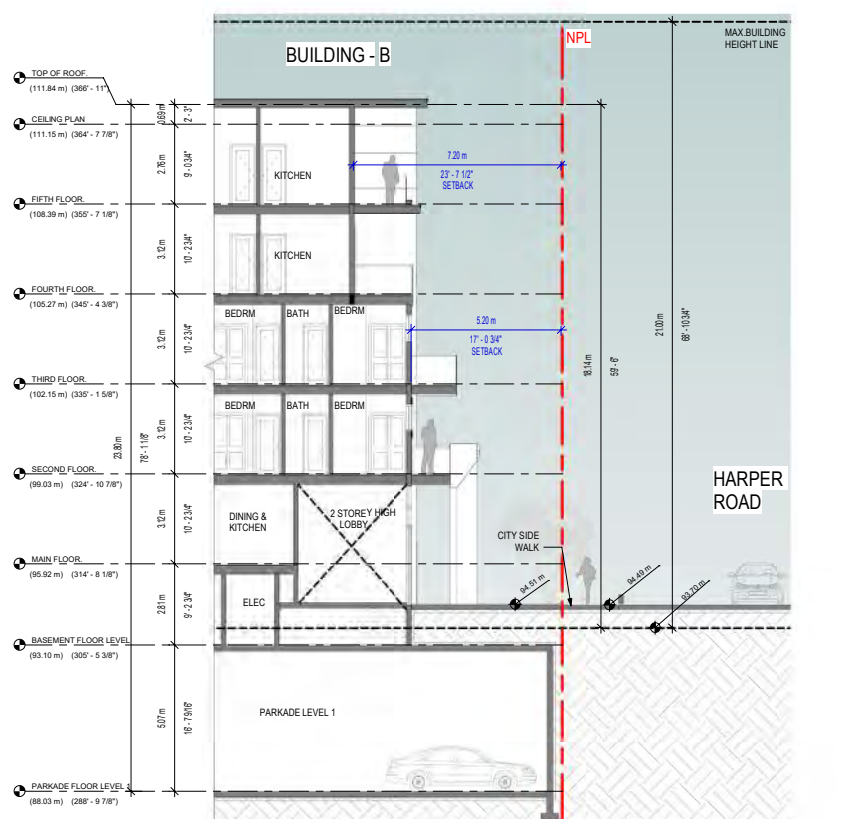 BUILDING - B
NPL
MAX.BUILDING
HEIGHT LINE
TOP OF ROOF.
(111.84 m) (366' - 11")
0.69 m
2' - 3"
CEILING PLAN
(111.15 m) (364' - 7 7/8")
2.76 m
9' - 0 3/4"
KITCHEN
7.20 m
23' - 7 1/2"
SETBACK
FIFTH FLOOR.
(108.39 m) (355' - 7 1/8")
3.12 m
10' - 2 3/4"
KITCHEN
FOURTH FLOOR.
(105.27 m) (345' - 4 3/8")
3.12 m
10' - 2 3/4"
BEDRM
BATH
BEDRM
5.20 m
17' - 0 3/4"
SETBACK
18.14 m
59' - 6"
21.00 m
68' - 10 3/4"
THIRD FLOOR.
(102.15 m) (335' - 1 5/8")
23.80 m
78' - 1 1/8"
3.12 m
10' - 2 3/4"
BEDRM
BATH
BEDRM
SECOND FLOOR.
(99.03 m) (324' - 10 7/8")
3.12 m
10' - 2 3/4"
DINING &
KITCHEN
2 STOREY HIGH
LOBBY
HARPER
ROAD
CITY SIDE
WALK
MAIN FLOOR.
(95.92 m) (314' - 8 1/8")
2.81 m
9' - 2 3/4"
ELEC
94.51 m
94.49 m
93.70 m
BASEMENT FLOOR LEVEL
(93.10 m) (305' - 5 3/8")
5.07 m
16' - 7 9/16"
PARKADE LEVEL 1
PARKADE FLOOR LEVEL 1
(88.03 m) (288' - 9 7/8")